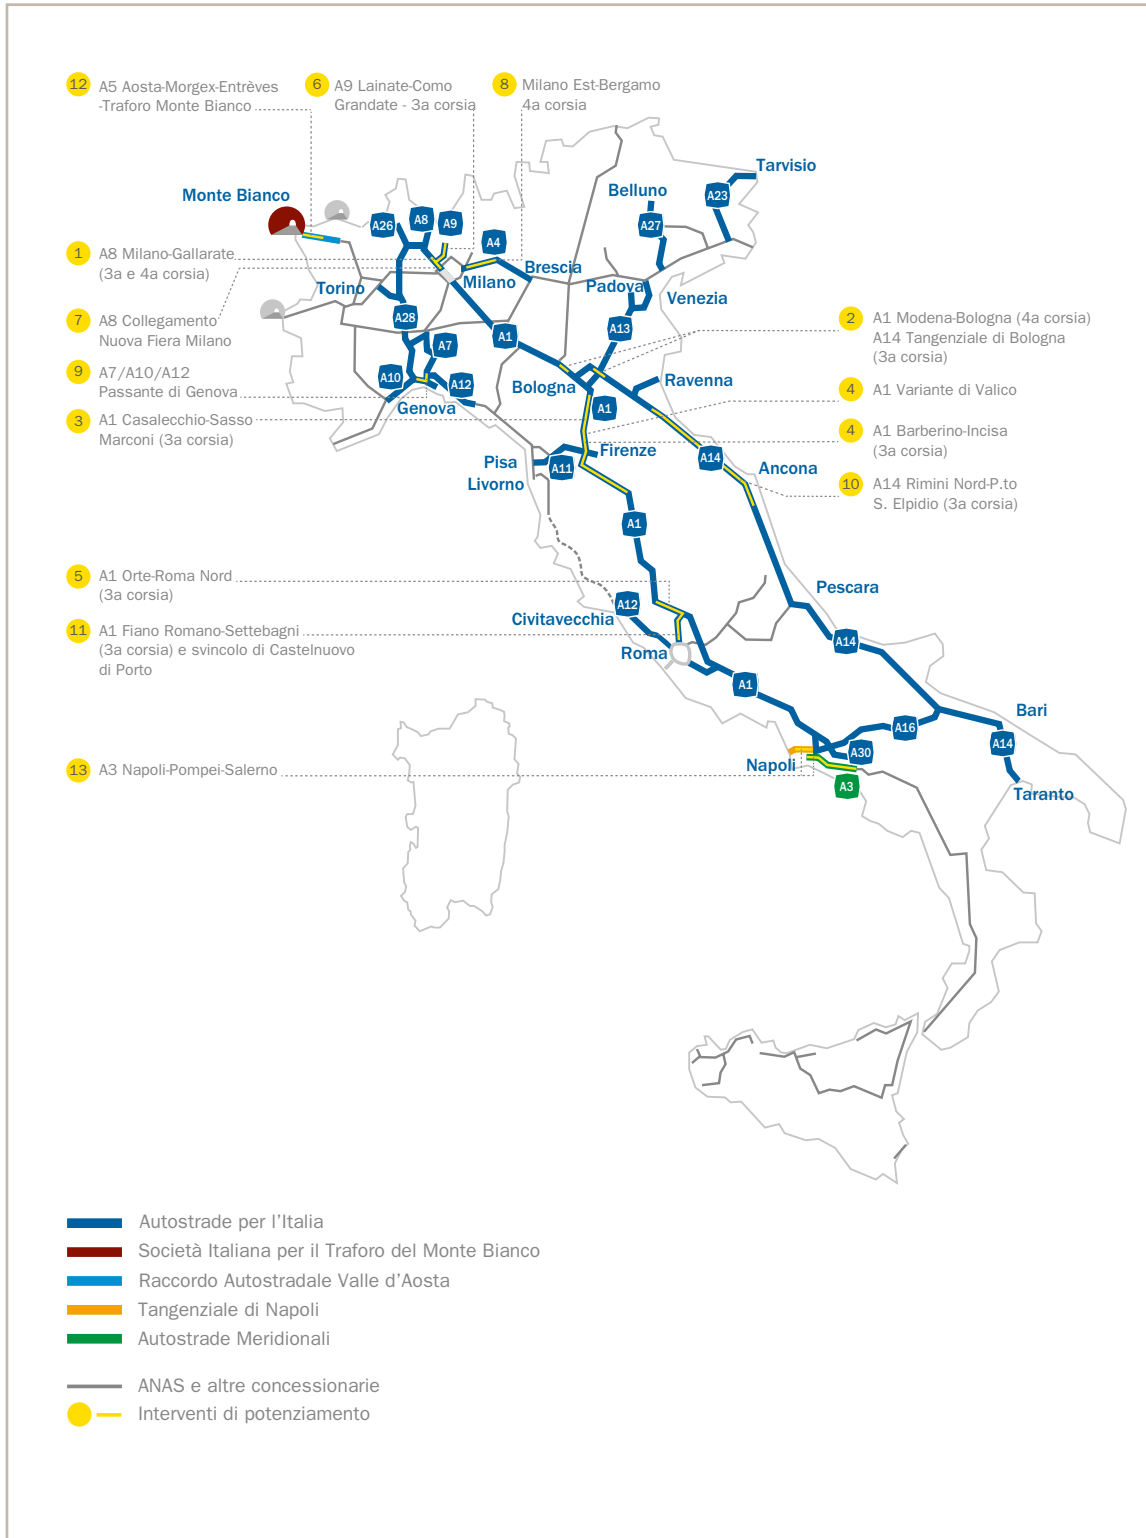 12 A5 Aosta-Morgex-Entrèves
-Traforo Monte Bianco
6 A9 Lainate-Como
Grandate - 3a corsia
8 Milano Est-Bergamo
4a corsia
Tarvisio
Belluno
A23
Monte Bianco
A26
A8
A9
A27
A4
1 A8 Milano-Gallarate
(3a e 4a corsia)
Brescia
Milano
Padova
Torino
Venezia
7 A8 Collegamento
Nuova Fiera Milano
A28
A13
A1
A7
2 A1 Modena-Bologna (4a corsia)
A14 Tangenziale di Bologna
(3a corsia)
9 A7/A10/A12
Passante di Genova
A10
A12
Bologna
Ravenna
4 A1 Variante di Valico
Genova
A1
3 A1 Casalecchio-Sasso
Marconi (3a corsia)
4 A1 Barberino-Incisa
(3a corsia)
Firenze
Pisa
A11
A14
Ancona
Livorno
10 A14 Rimini Nord-P.to
S. Elpidio (3a corsia)
A1
5 A1 Orte-Roma Nord
(3a corsia)
Pescara
A12
Civitavecchia
11 A1 Fiano Romano-Settebagni
(3a corsia) e svincolo di Castelnuovo
di Porto
A14
Roma
A1
Bari
A16
A14
A30
Napoli
13 A3 Napoli-Pompei-Salerno
A3
Taranto
Autostrade per l'Italia
Società Italiana per il Traforo del Monte Bianco
Raccordo Autostradale Valle d'Aosta
Tangenziale di Napoli
Autostrade Meridionali
ANAS e altre concessionarie
Interventi di potenziamento